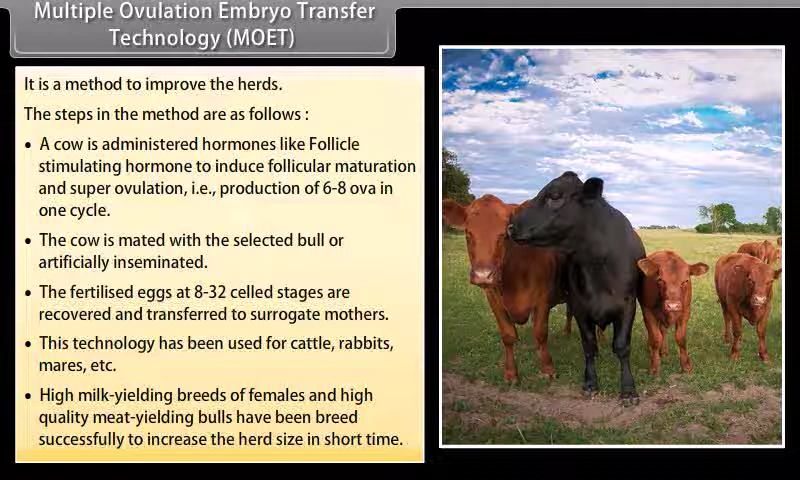 Multiple Ovulation Embryo Transfer
Technology (MOET)
It is a method to improve the herds.
The steps in the method are as follows :
• A cow is administered hormones like Follicle
stimulating hormone to induce follicular maturation
and super ovulation, i.e., production of 6-8 ova in
one cycle.
• The cow is mated with the selected bull or
artificially inseminated.
• The fertilised eggs at 8-32 celled stages are
recovered and transferred to surrogate mothers.
• This technology has been used for cattle, rabbits,
mares, etc.
• High milk-yielding breeds of females and high
quality meat-yielding bulls have been breed
successfully to increase the herd size in short time.